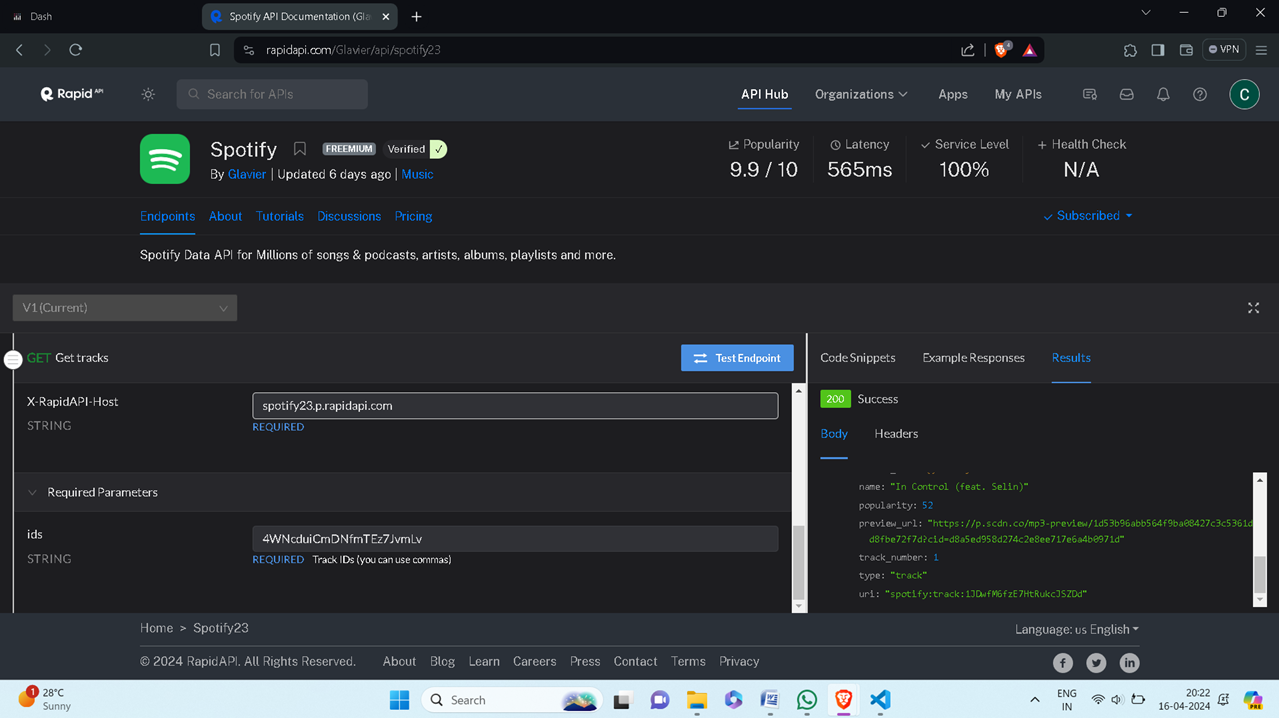 Dash
Spotify API Documentation (Gla
rapidapi.com/Glavier/api/spotify23
4
VPN
Rapid API
Search for APIs
API Hub
Organizations
Apps
My APIs
C
Spotify
FREEMIUM
Verified ✓
By Glavier | Updated 6 days ago | Music
Popularity
9.9 / 10
Latency
565ms
Service Level
100%
Health Check
N/A
Endpoints
About
Tutorials
Discussions
Pricing
Subscribed
Spotify Data API for Millions of songs & podcasts, artists, albums, playlists and more.
V1 (Current)
GET Get tracks
Test Endpoint
X-RapidAPI-Host
STRING
spotify23.p.rapidapi.com
REQUIRED
Required Parameters
ids
STRING
4WNcduiCmDNfmTEz7JvmLv
REQUIRED Track IDs (you can use commas)
Code Snippets
Example Responses
Results
200 Success
Body
Headers
name: "In Control (feat. Selin)"
popularity: 52
preview_url: "https://p.scdn.co/mp3-preview/1d53b96abb564f9ba08427c3c5361d
d8fbe72f7d?cid=d8a5ed958d274c2e8ee717e6a4b0971d"
track_number: 1
type: "track"
uri: "spotify:track:1JDwfM6fzE7HtRukcJSZDd"
Home > Spotify23
Language: us English
© 2024 RapidAPI. All Rights Reserved.
About
Blog
Learn
Careers
Press
Contact
Terms
Privacy
1
28°C
Sunny
Search
ENG
IN
20:22
16-04-2024
PRE